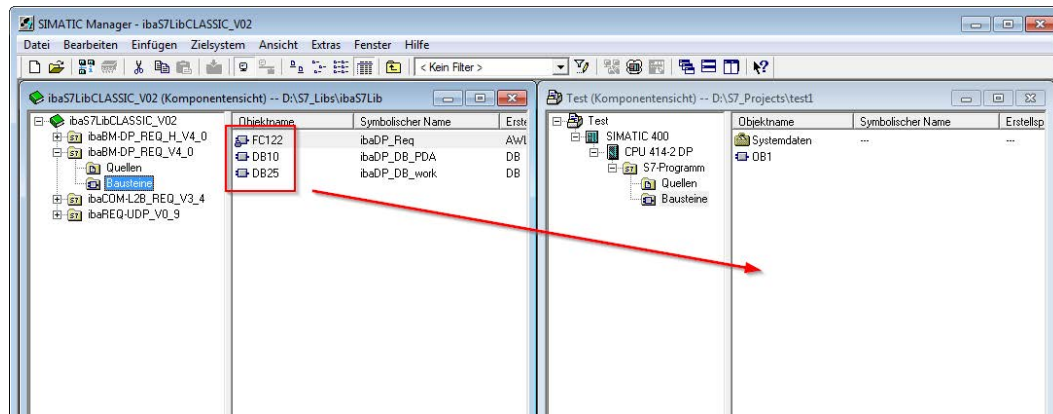 SIMATIC Manager - ibaS7LibCLASSIC_V02
Datei Bearbeiten Einfügen Zielsystem Ansicht Extras Fenster Hilfe
< Kein Filter >
ibaS7LibCLASSIC_V02 (Komponentensicht) -- D:\S7_Libs\ibaS7Lib
ibaS7LibCLASSIC_V02
ibaBM-DP_REQ_H_V4_0
ibaBM-DP_REQ_V4_0
Quellen
Bausteine
ibaCOM-L2B_REQ_V3_4
ibaREQ-UDP_V0_9
Objektname Symbolischer Name Erste
FC122 ibaDP_Req AWL
DB10 ibaDP_DB_PDA DB
DB25 ibaDP_DB_work DB
Test (Komponentensicht) -- D:\S7_Projects\test1
Test
SIMATIC 400
CPU 414-2 DP
S7-Programm
Quellen
Bausteine
Objektname Symbolischer Name Erstellsp
Systemdaten --- ---
OB1